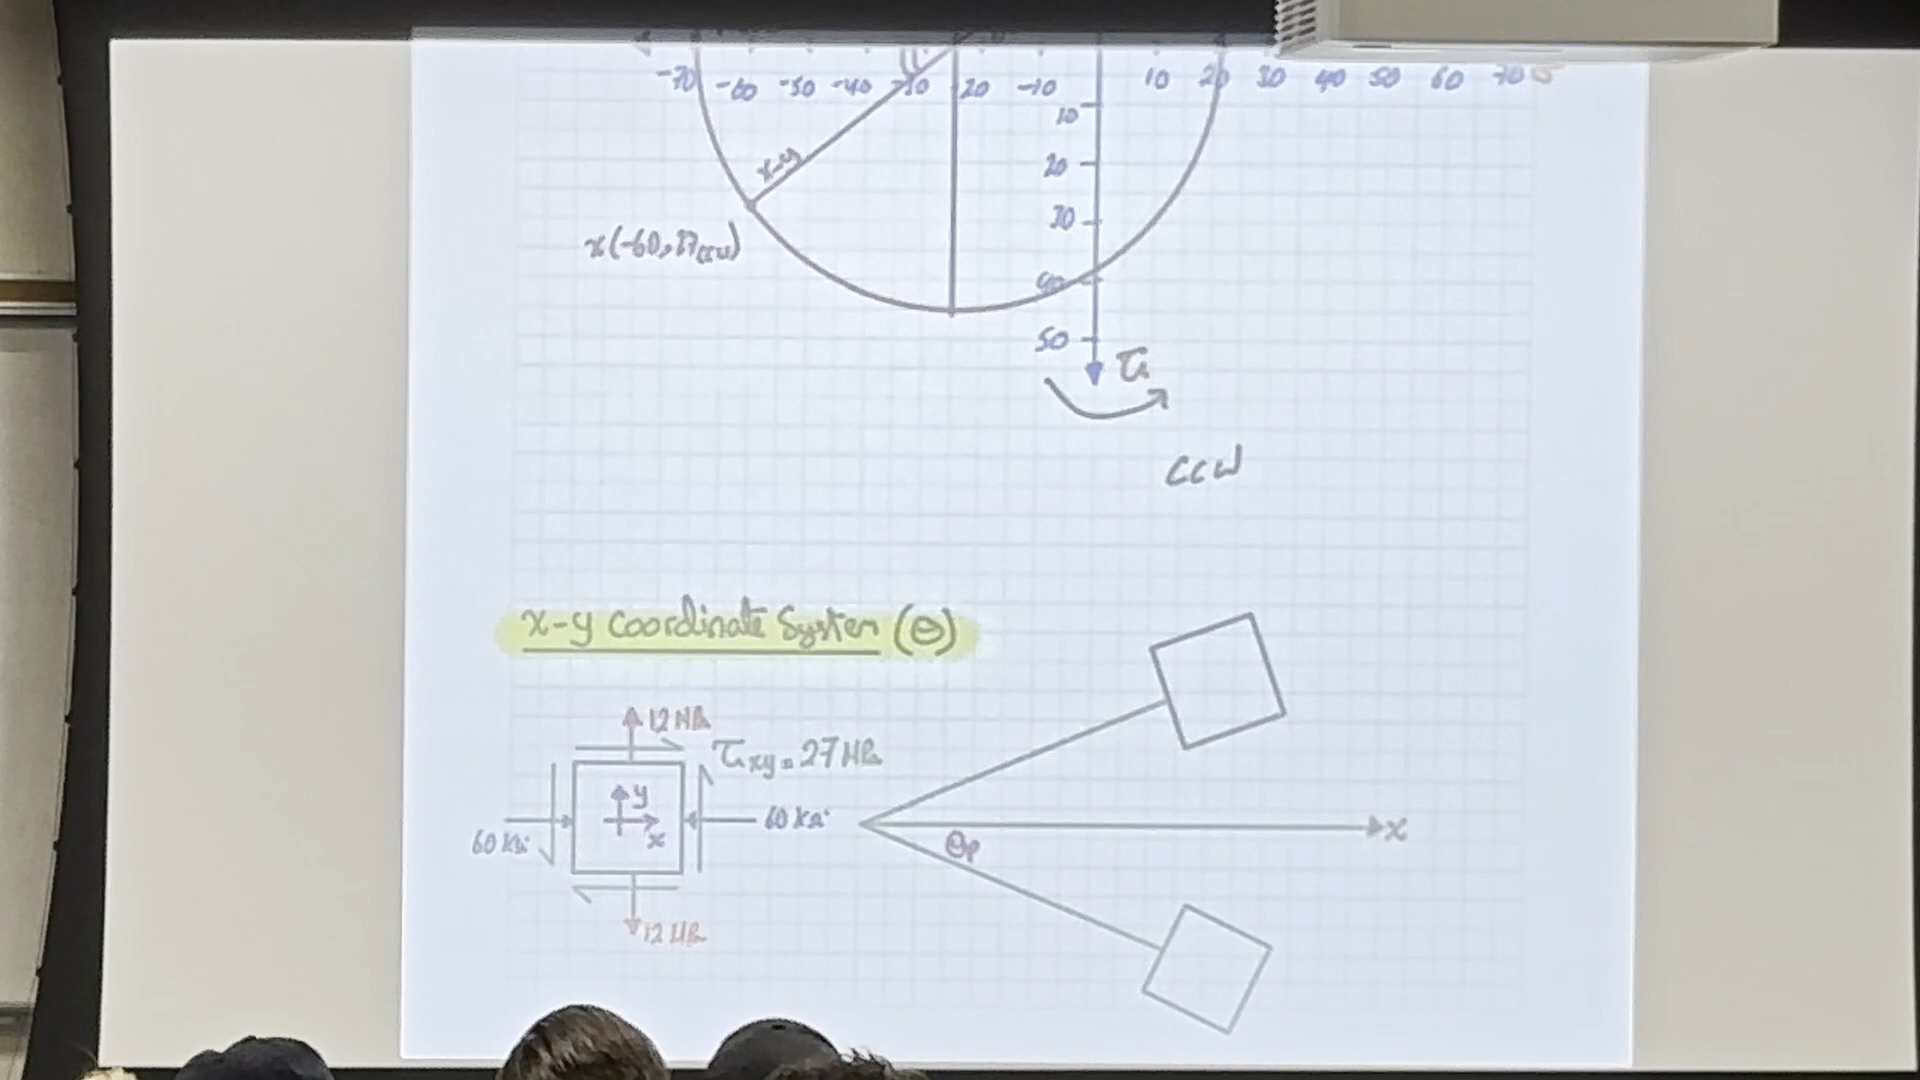 -70 -60 -50 -40 -30 20 -10 10 20 30 40 50 60 70 σ
10
x-y
20
30
x(-60,27ccw)
40
50
τ
CCW
x-y Coordinate System (θ)
12 MPa
τxy = 27 MPa
y
x
60 ksi
60 ksi
x
θp
12 MPa